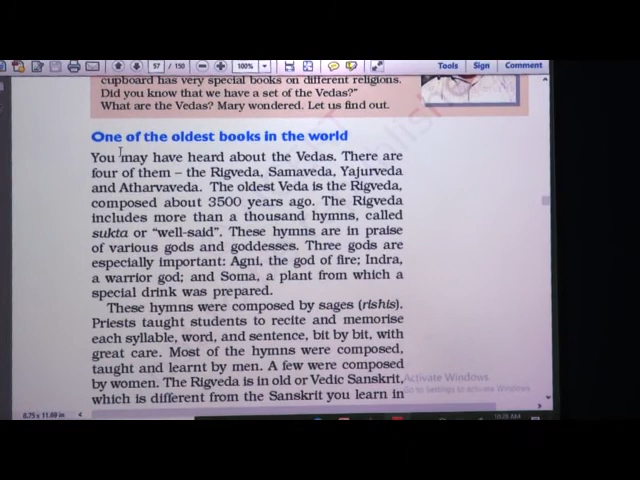 57 / 150
100%
Tools Sign Comment
cupboard has very special books on different religions.
Did you know that we have a set of the Vedas?"
What are the Vedas? Mary wondered. Let us find out.
One of the oldest books in the world
You may have heard about the Vedas. There are
four of them – the Rigveda, Samaveda, Yajurveda
and Atharvaveda. The oldest Veda is the Rigveda,
composed about 3500 years ago. The Rigveda
includes more than a thousand hymns, called
sukta or "well-said". These hymns are in praise
of various gods and goddesses. Three gods are
especially important: Agni, the god of fire; Indra,
a warrior god; and Soma, a plant from which a
special drink was prepared.
These hymns were composed by sages (rishis).
Priests taught students to recite and memorise
each syllable, word, and sentence, bit by bit, with
great care. Most of the hymns were composed,
taught and learnt by men. A few were composed
by women. The Rigveda is in old or Vedic Sanskrit,
which is different from the Sanskrit you learn in
Activate Windows
Go to Settings to activate Windows
8.75 x 11.69 in